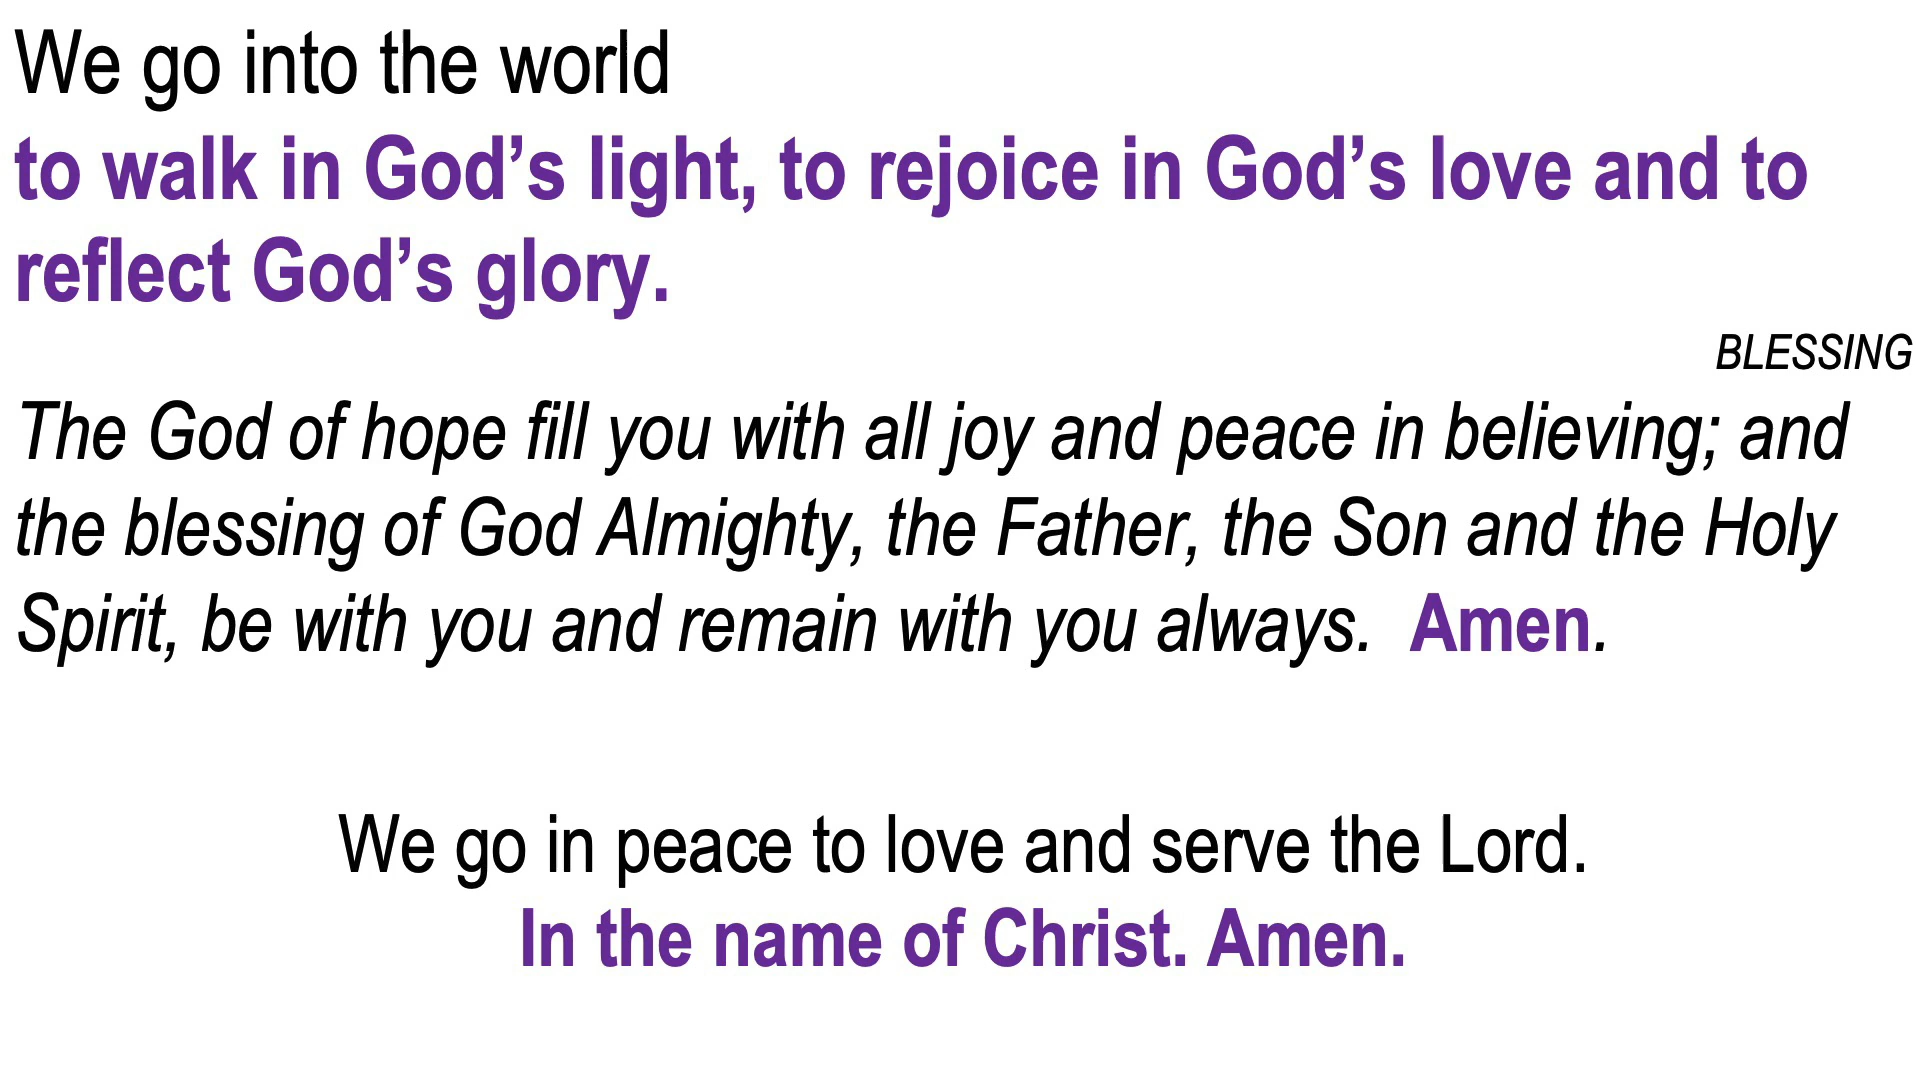 We go into the world
to walk in God’s light, to rejoice in God’s love and to
reflect God’s glory.
BLESSING
The God of hope fill you with all joy and peace in believing; and
the blessing of God Almighty, the Father, the Son and the Holy
Spirit, be with you and remain with you always.  Amen.
We go in peace to love and serve the Lord.
In the name of Christ. Amen.